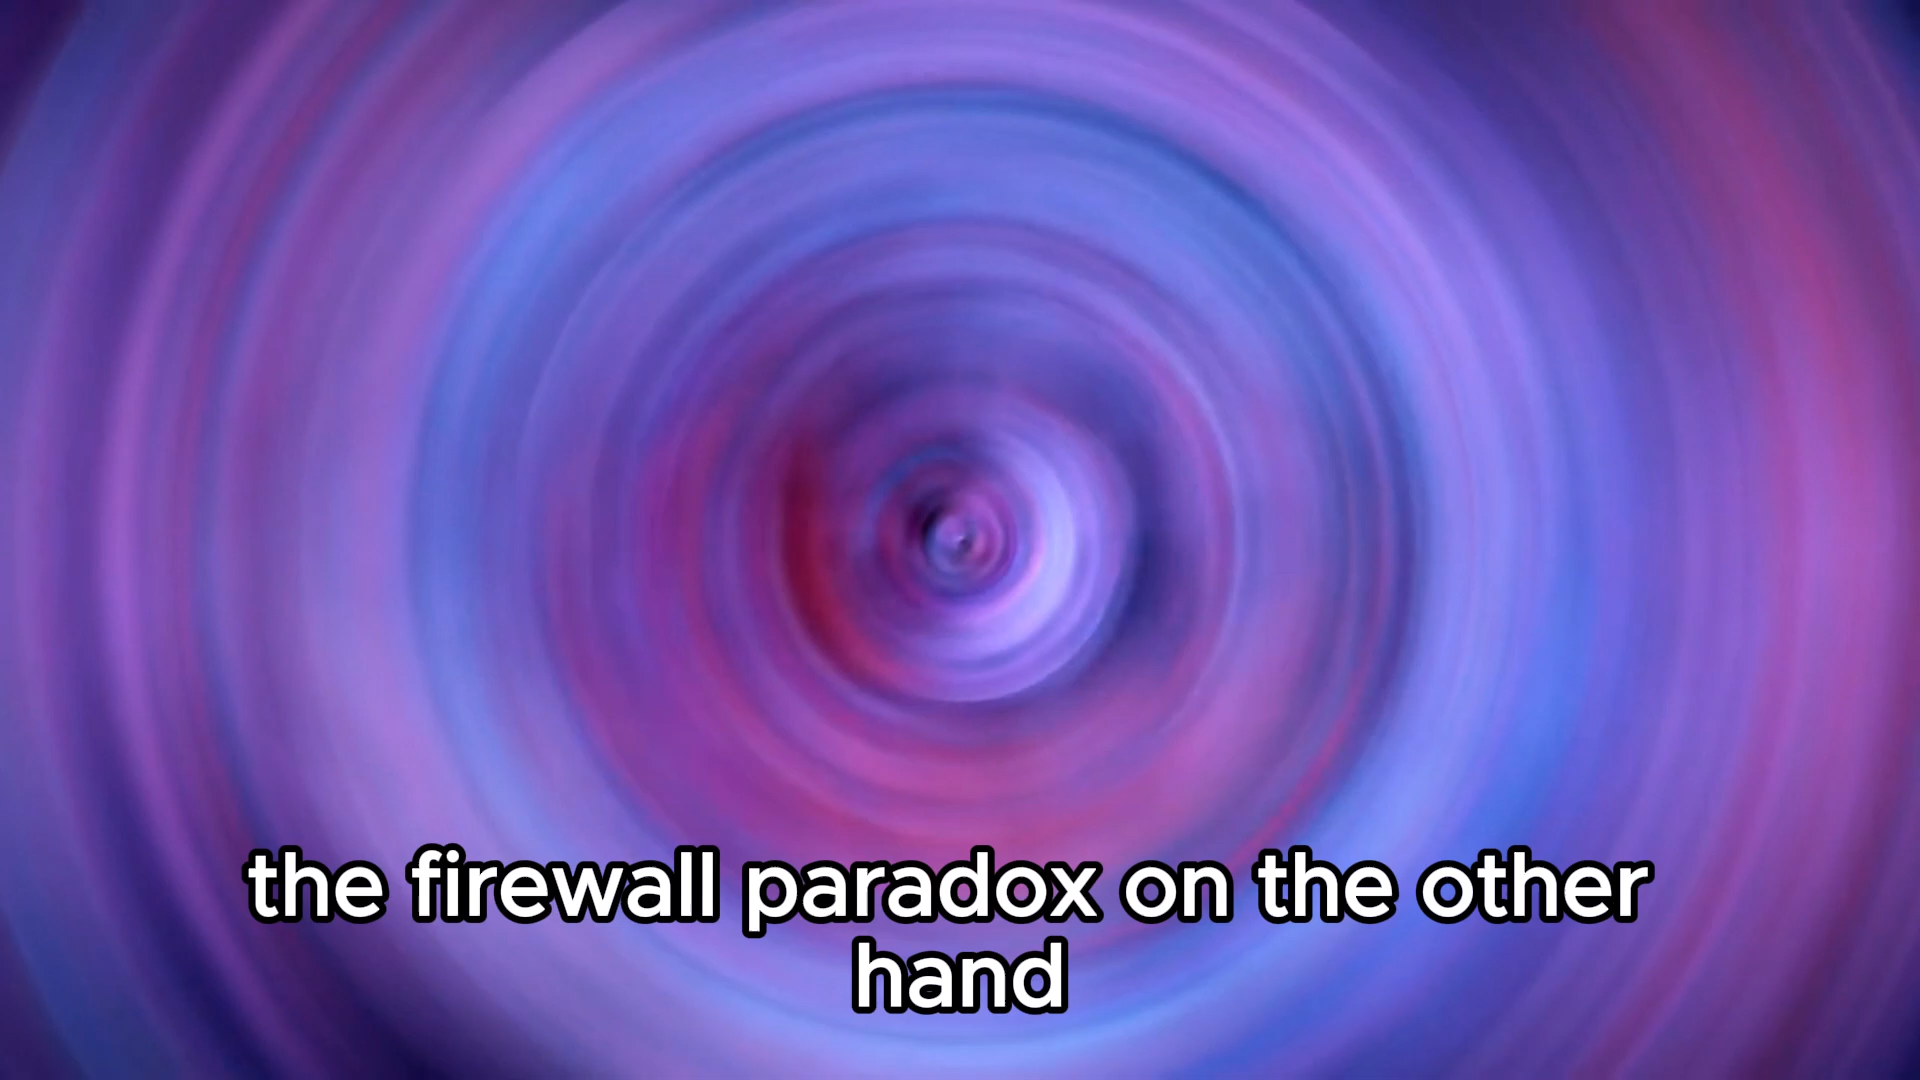 the firewall paradox on the other
hand